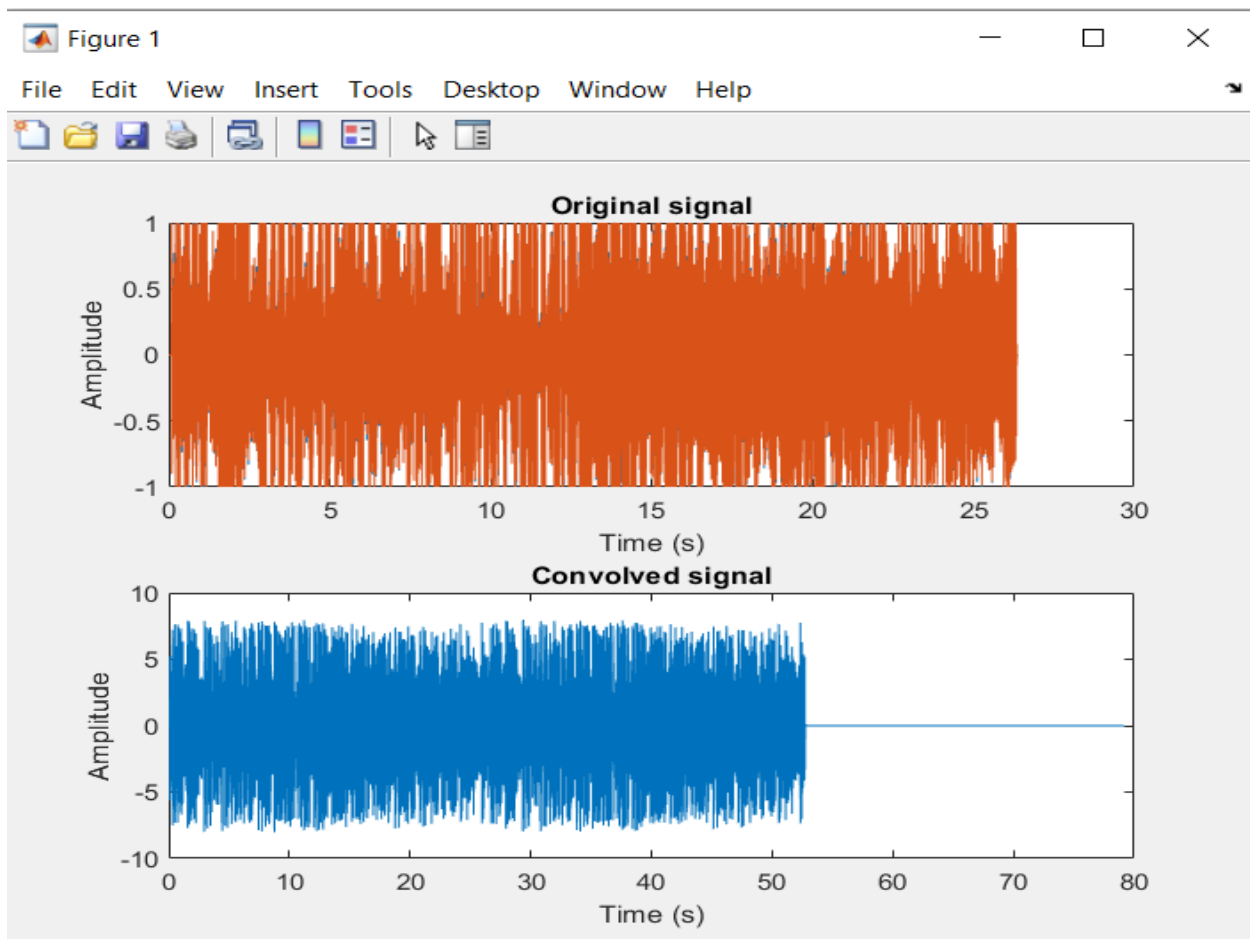 Figure 1
File Edit View Insert Tools Desktop Window Help
Original signal
1
0.5
0
-0.5
-1
Amplitude
0 5 10 15 20 25 30
Time (s)
Convolved signal
10
5
0
-5
-10
Amplitude
0 10 20 30 40 50 60 70 80
Time (s)